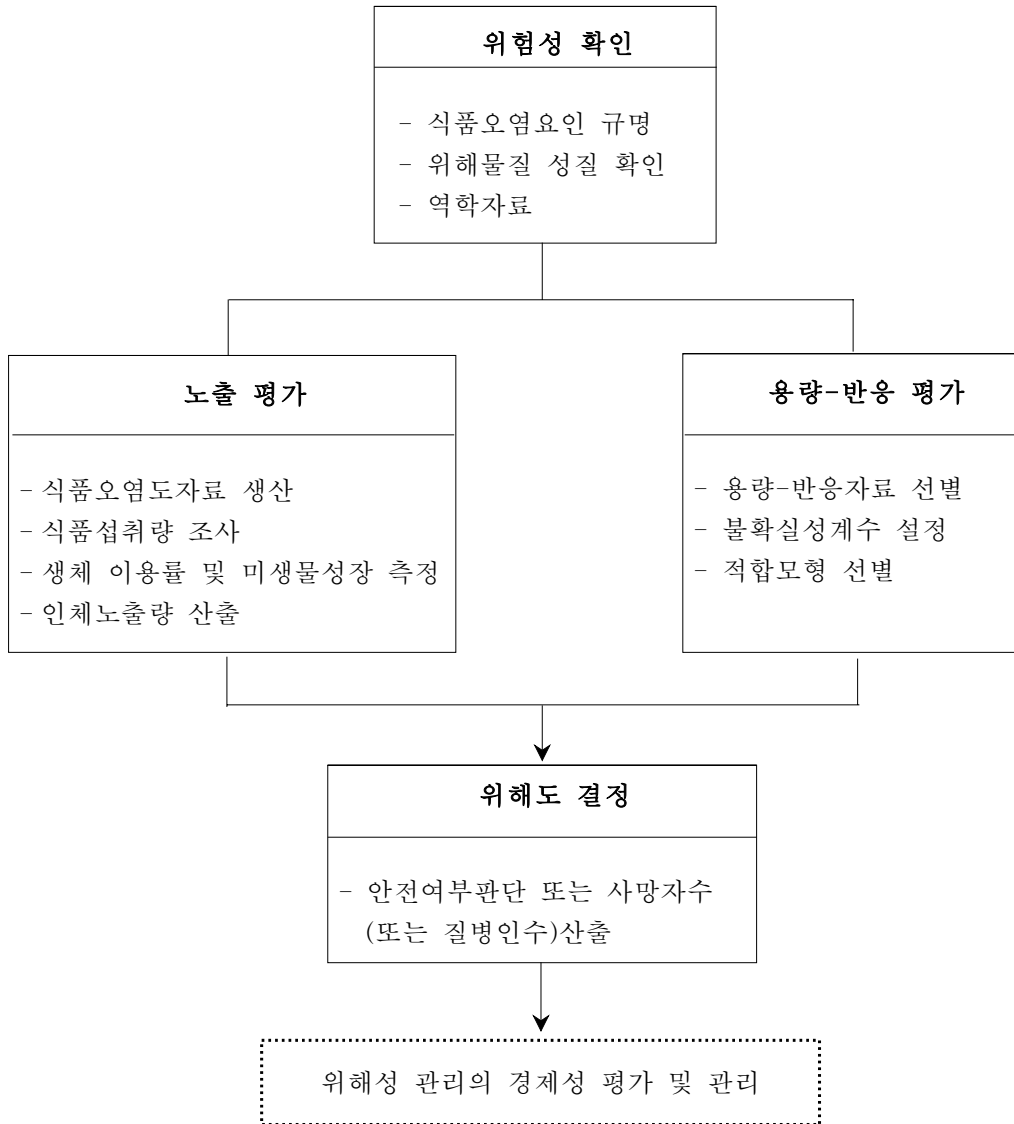 위험성 확인
- 식품오염요인 규명
- 위해물질 성질 확인
- 역학자료
노출 평가
- 식품오염도자료 생산
- 식품섭취량 조사
- 생체 이용률 및 미생물성장 측정
- 인체노출량 산출
용량-반응 평가
- 용량-반응자료 선별
- 불확실성계수 설정
- 적합모형 선별
위해도 결정
- 안전여부판단 또는 사망자수
(또는 질병인수)산출
위해성 관리의 경제성 평가 및 관리